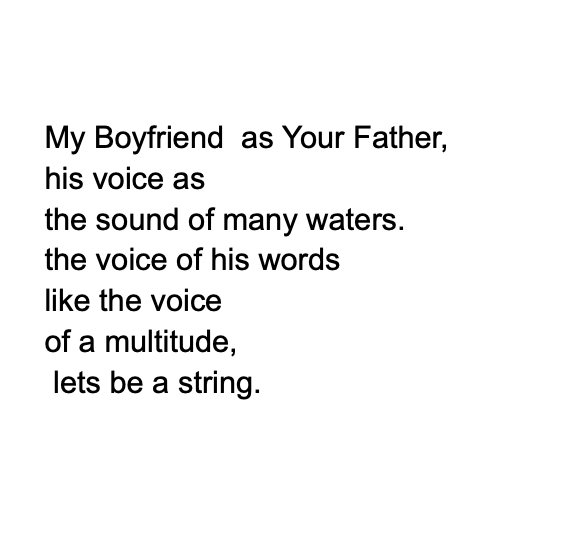 My Boyfriend  as Your Father,
his voice as
the sound of many waters.
the voice of his words
like the voice
of a multitude,
 lets be a string.